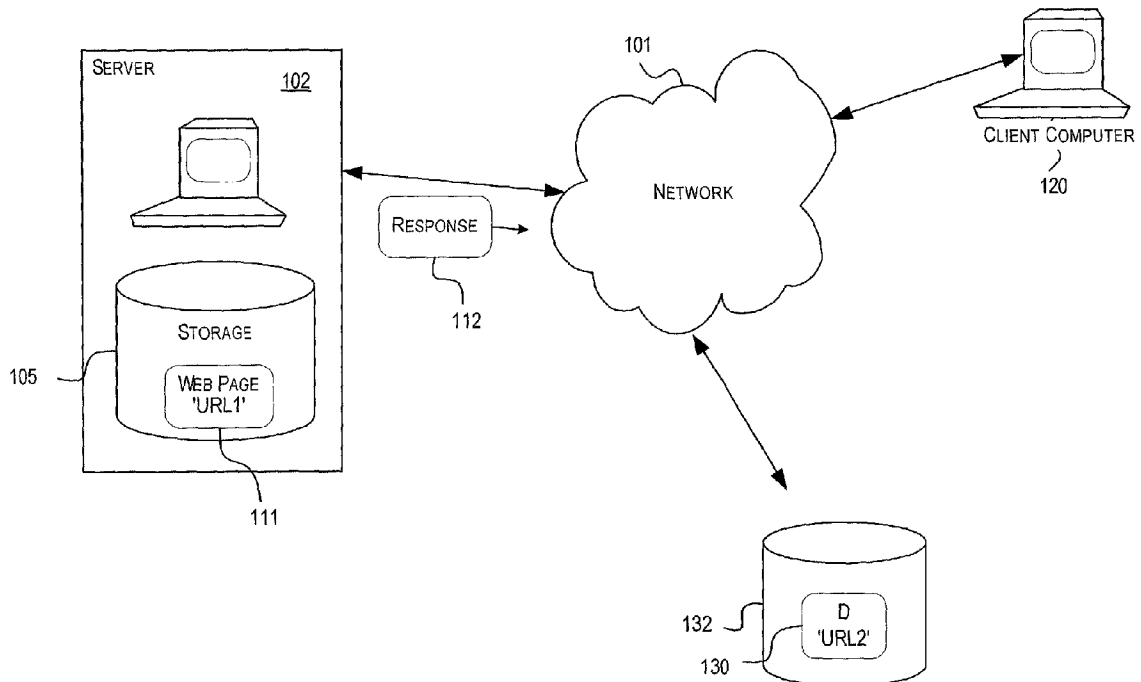 SERVER
102
101
CLIENT COMPUTER
120
NETWORK
RESPONSE
112
STORAGE
105
WEB PAGE
'URL1'
111
132
D
'URL2'
130